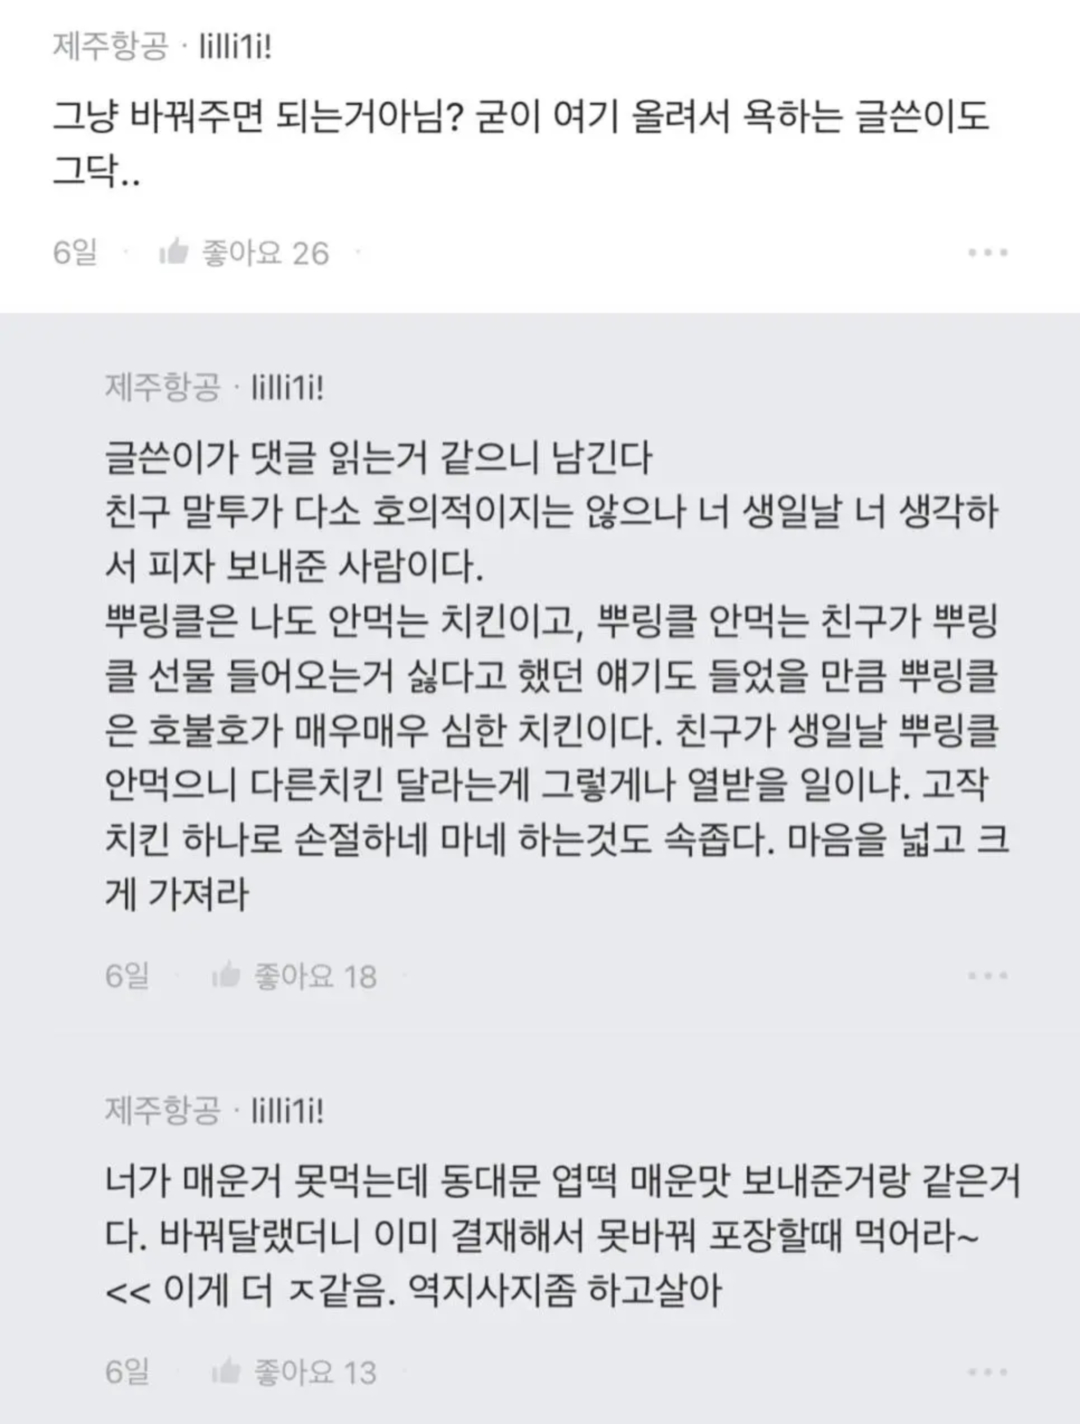 제주항공 · lilli1i!
그냥 바꿔주면 되는거아님? 굳이 여기 올려서 욕하는 글쓴이도
그닥..
6일 · 좋아요 26 ·
제주항공 · lilli1i!
글쓴이가 댓글 읽는거 같으니 남긴다
친구 말투가 다소 호의적이지는 않으나 너 생일날 너 생각하
서 피자 보내준 사람이다.
뿌링클은 나도 안먹는 치킨이고, 뿌링클 안먹는 친구가 뿌링
클 선물 들어오는거 싫다고 했던 얘기도 들었을 만큼 뿌링클
은 호불호가 매우매우 심한 치킨이다. 친구가 생일날 뿌링클
안먹으니 다른치킨 달라는게 그렇게나 열받을 일이냐. 고작
치킨 하나로 손절하네 마네 하는것도 속좁다. 마음을 넓고 크
게 가져라
6일 · 좋아요 18 ·
제주항공 · lilli1i!
너가 매운거 못먹는데 동대문 엽떡 매운맛 보내준거랑 같은거
다. 바꿔달랬더니 이미 결재해서 못바꿔 포장할때 먹어라~
<< 이게 더 ㅈ같음. 역지사지좀 하고살아
6일 · 좋아요 13 ·